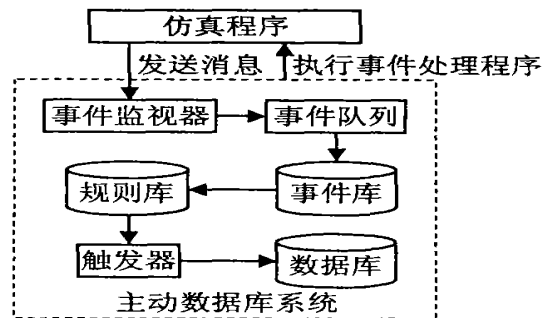 仿真程序
发送消息 执行事件处理程序
事件监视器 事件队列
规则库 事件库
触发器 数据库
主动数据库系统